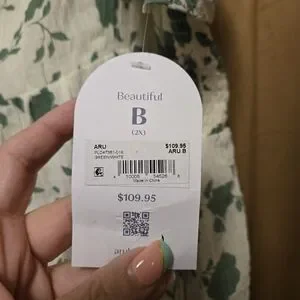 Beautiful
B
(2X)
ARU $109.95
ARU B
GREEN/WHITE
Made in China
$109.95